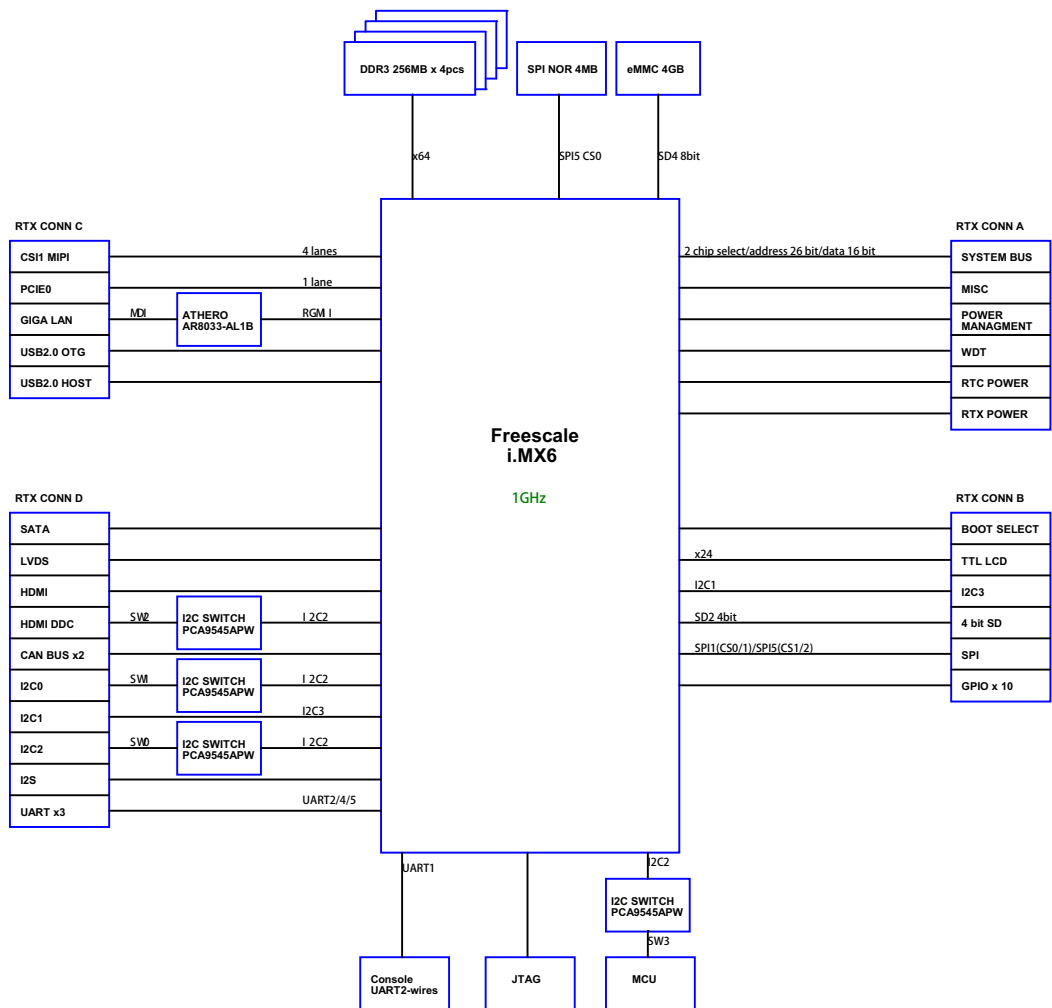 DDR3 256MB x 4pcs
SPI NOR 4MB
eMMC 4GB
x64
SPI5 CS0
SD4 8bit
RTX CONN C
CSI1 MIPI
4 lanes
PCIE0
1 lane
GIGA LAN
MDI
ATHERO
AR8033-AL1B
RGM I
USB2.0 OTG
USB2.0 HOST
RTX CONN A
2 chip select/address 26 bit/data 16 bit
SYSTEM BUS
MISC
POWER
MANAGMENT
WDT
RTC POWER
RTX POWER
Freescale
i.MX6
1GHz
RTX CONN D
SATA
LVDS
HDMI
HDMI DDC
SW2
I2C SWITCH
PCA9545APW
I 2C2
CAN BUS x2
I2C0
SW1
I2C SWITCH
PCA9545APW
I 2C2
I2C1
I2C3
I2C2
SW0
I2C SWITCH
PCA9545APW
I 2C2
I2S
UART x3
UART2/4/5
RTX CONN B
BOOT SELECT
x24
TTL LCD
I2C1
I2C3
SD2 4bit
4 bit SD
SPI1(CS0/1)/SPI5(CS1/2)
SPI
GPIO x 10
UART1
I2C2
I2C SWITCH
PCA9545APW
SW3
Console
UART2-wires
JTAG
MCU